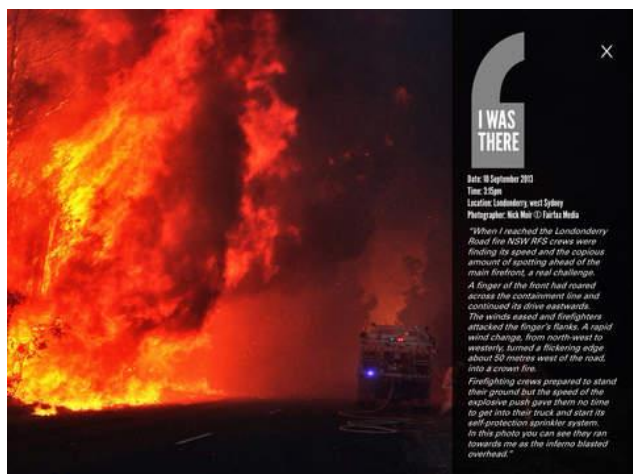 I WAS
THERE
Date: 10 September 2013
Time: 3:15pm
Location: Londonderry, west Sydney
Photographer: Nick Moir © Fairfax Media
"When I reached the Londonderry
Road fire NSW RFS crews were
finding its speed and the copious
amount of spotting ahead of the
main firefront, a real challenge.
A finger of the front had roared
across the containment line and
continued its drive eastwards.
The winds eased and firefighters
attacked the finger's flanks. A rapid
wind change, from north-west to
westerly, turned a flickering edge
about 50 metres west of the road,
into a crown fire.
Firefighting crews prepared to stand
their ground but the speed of the
explosive push gave them no time
to get into their truck and start its
self-protection sprinkler system.
In this photo you can see they ran
towards me as the inferno blasted
overhead."